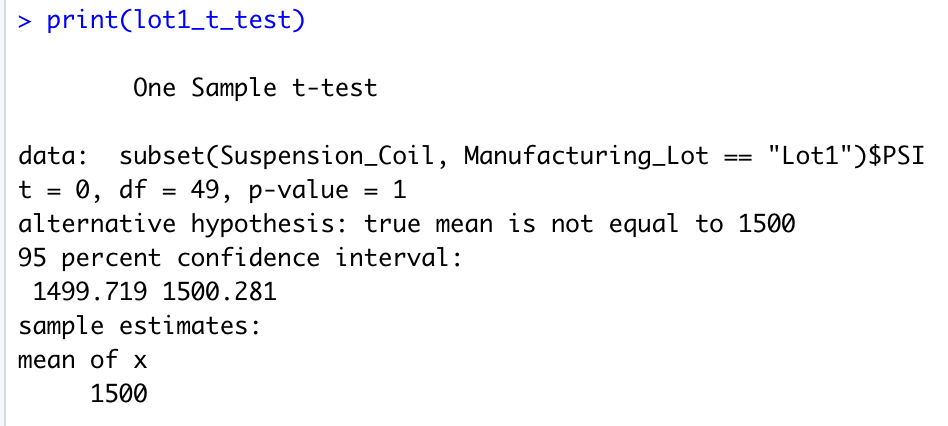 > print(lot1_t_test)
One Sample t-test
data:  subset(Suspension_Coil, Manufacturing_Lot == "Lot1")$PSI
t = 0, df = 49, p-value = 1
alternative hypothesis: true mean is not equal to 1500
95 percent confidence interval:
1499.719 1500.281
sample estimates:
mean of x
1500